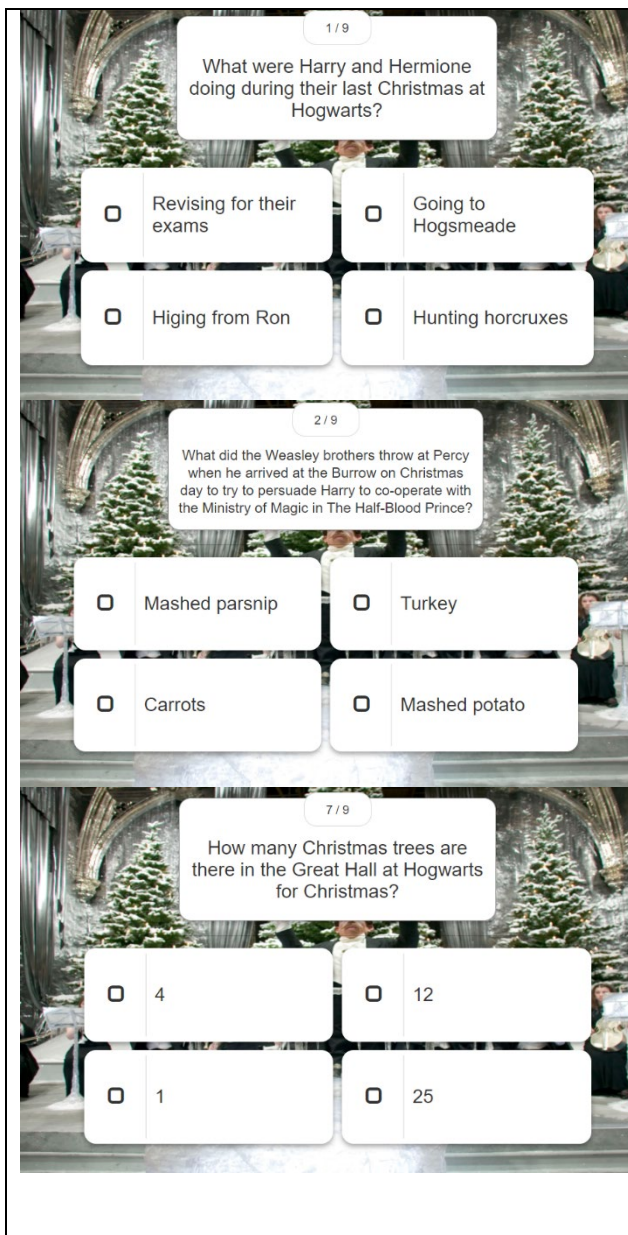 1 / 9
What were Harry and Hermione
doing during their last Christmas at
Hogwarts?
Revising for their
exams
Going to
Hogsmeade
Higing from Ron
Hunting horcruxes
2 / 9
What did the Weasley brothers throw at Percy
when he arrived at the Burrow on Christmas
day to try to persuade Harry to co-operate with
the Ministry of Magic in The Half-Blood Prince?
Mashed parsnip
Turkey
Carrots
Mashed potato
7 / 9
How many Christmas trees are
there in the Great Hall at Hogwarts
for Christmas?
4
12
1
25